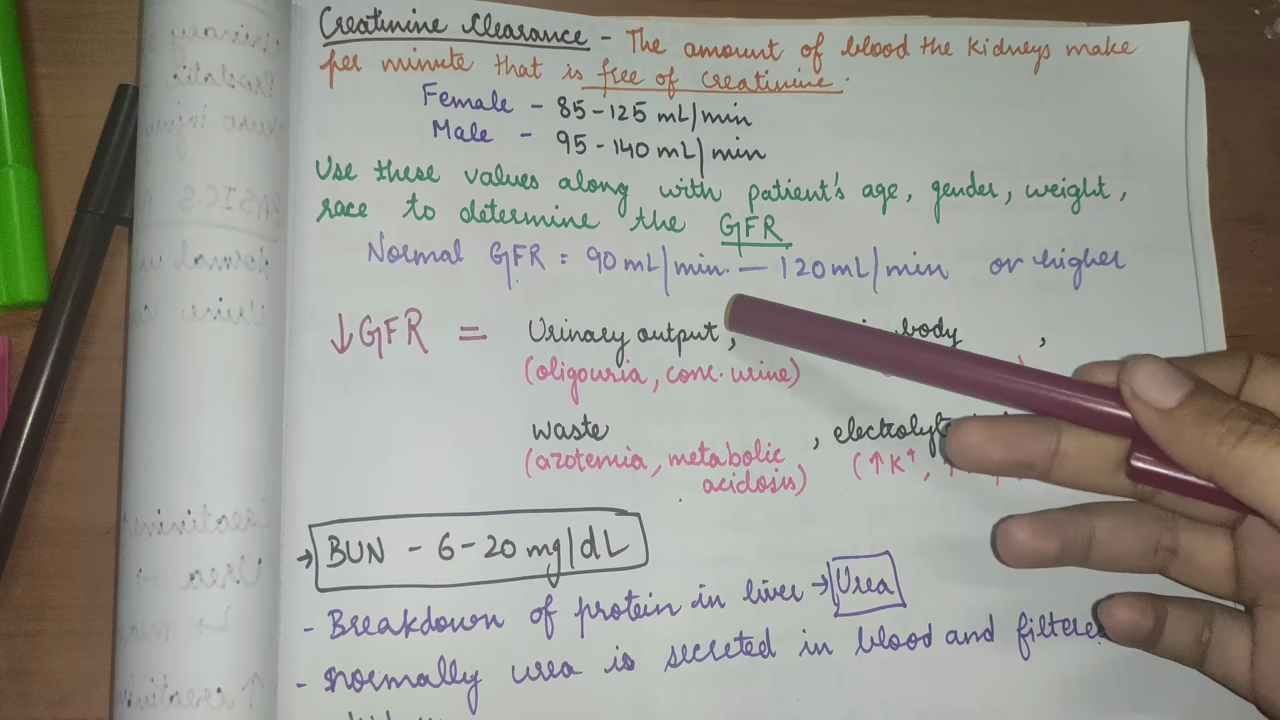 Creatinine Clearance - The amount of blood the kidneys make
per minute that is free of creatinine.
Female - 85-125 mL/min
Male - 95-140 mL/min
Use these values along with patient's age, gender, weight,
race to determine the GFR
Normal GFR = 90 mL/min. — 120 mL/min or higher
↓GFR = Urinary output, body,
(oligouria, conc. urine)
waste, electrolyt
(azotemia, metabolic (↑K+,
acidosis)
→ BUN - 6-20 mg/dL
- Breakdown of protein in liver → Urea
- normally urea is secreted in blood and filtere